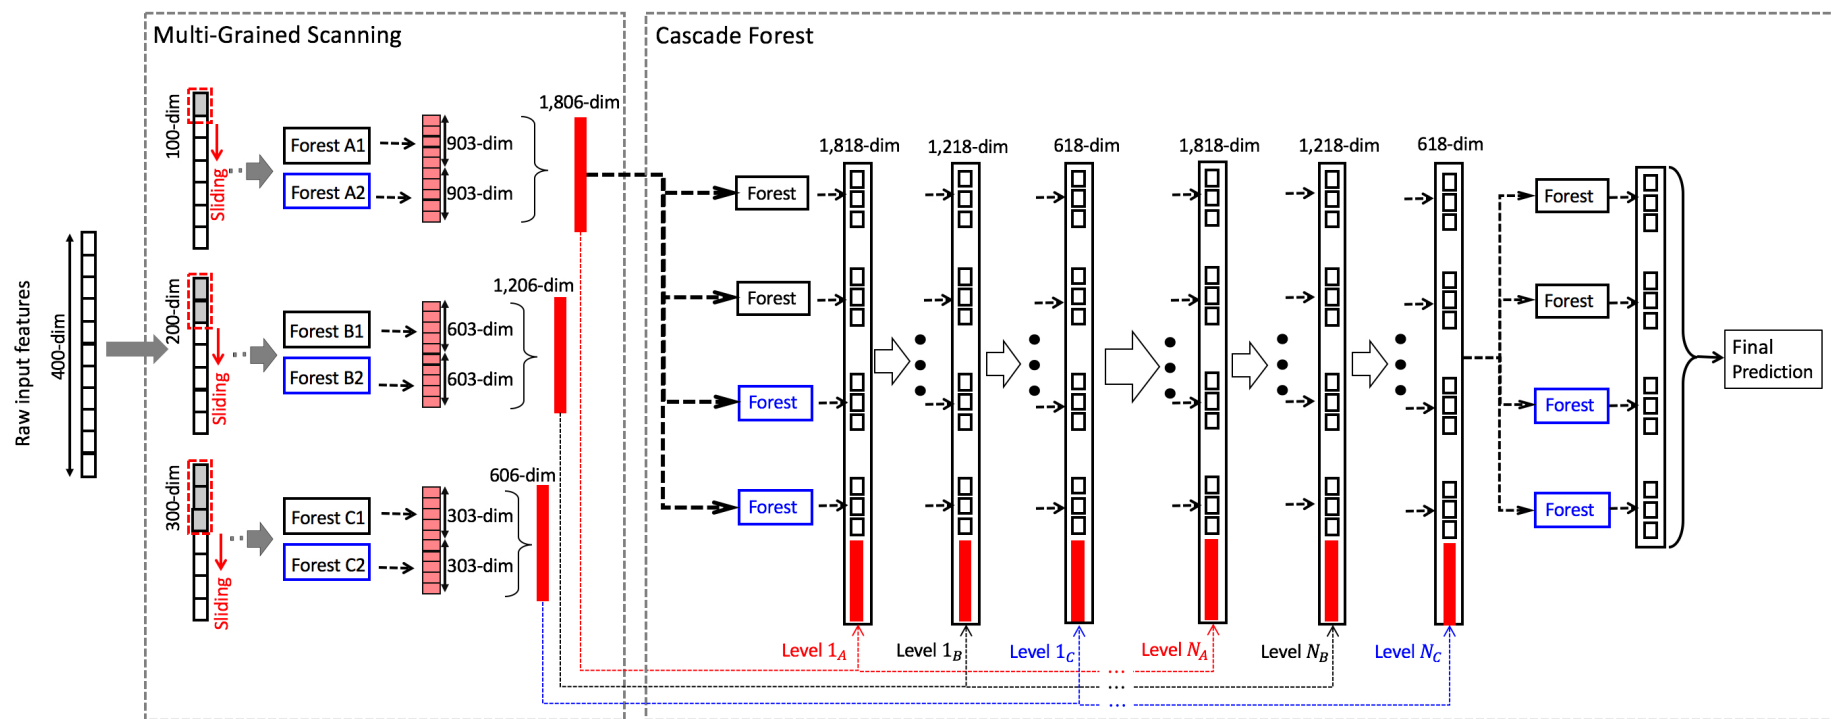 Multi-Grained Scanning
Cascade Forest
Raw input features
400-dim
100-dim
Sliding
Forest A1
Forest A2
903-dim
903-dim
1,806-dim
200-dim
Sliding
Forest B1
Forest B2
603-dim
603-dim
1,206-dim
300-dim
Sliding
Forest C1
Forest C2
303-dim
303-dim
606-dim
Forest
Forest
Forest
Forest
1,818-dim
1,218-dim
618-dim
1,818-dim
1,218-dim
618-dim
Level 1A
Level 1B
Level 1C
Level NA
Level NB
Level NC
...
...
...
Forest
Forest
Forest
Forest
Final
Prediction